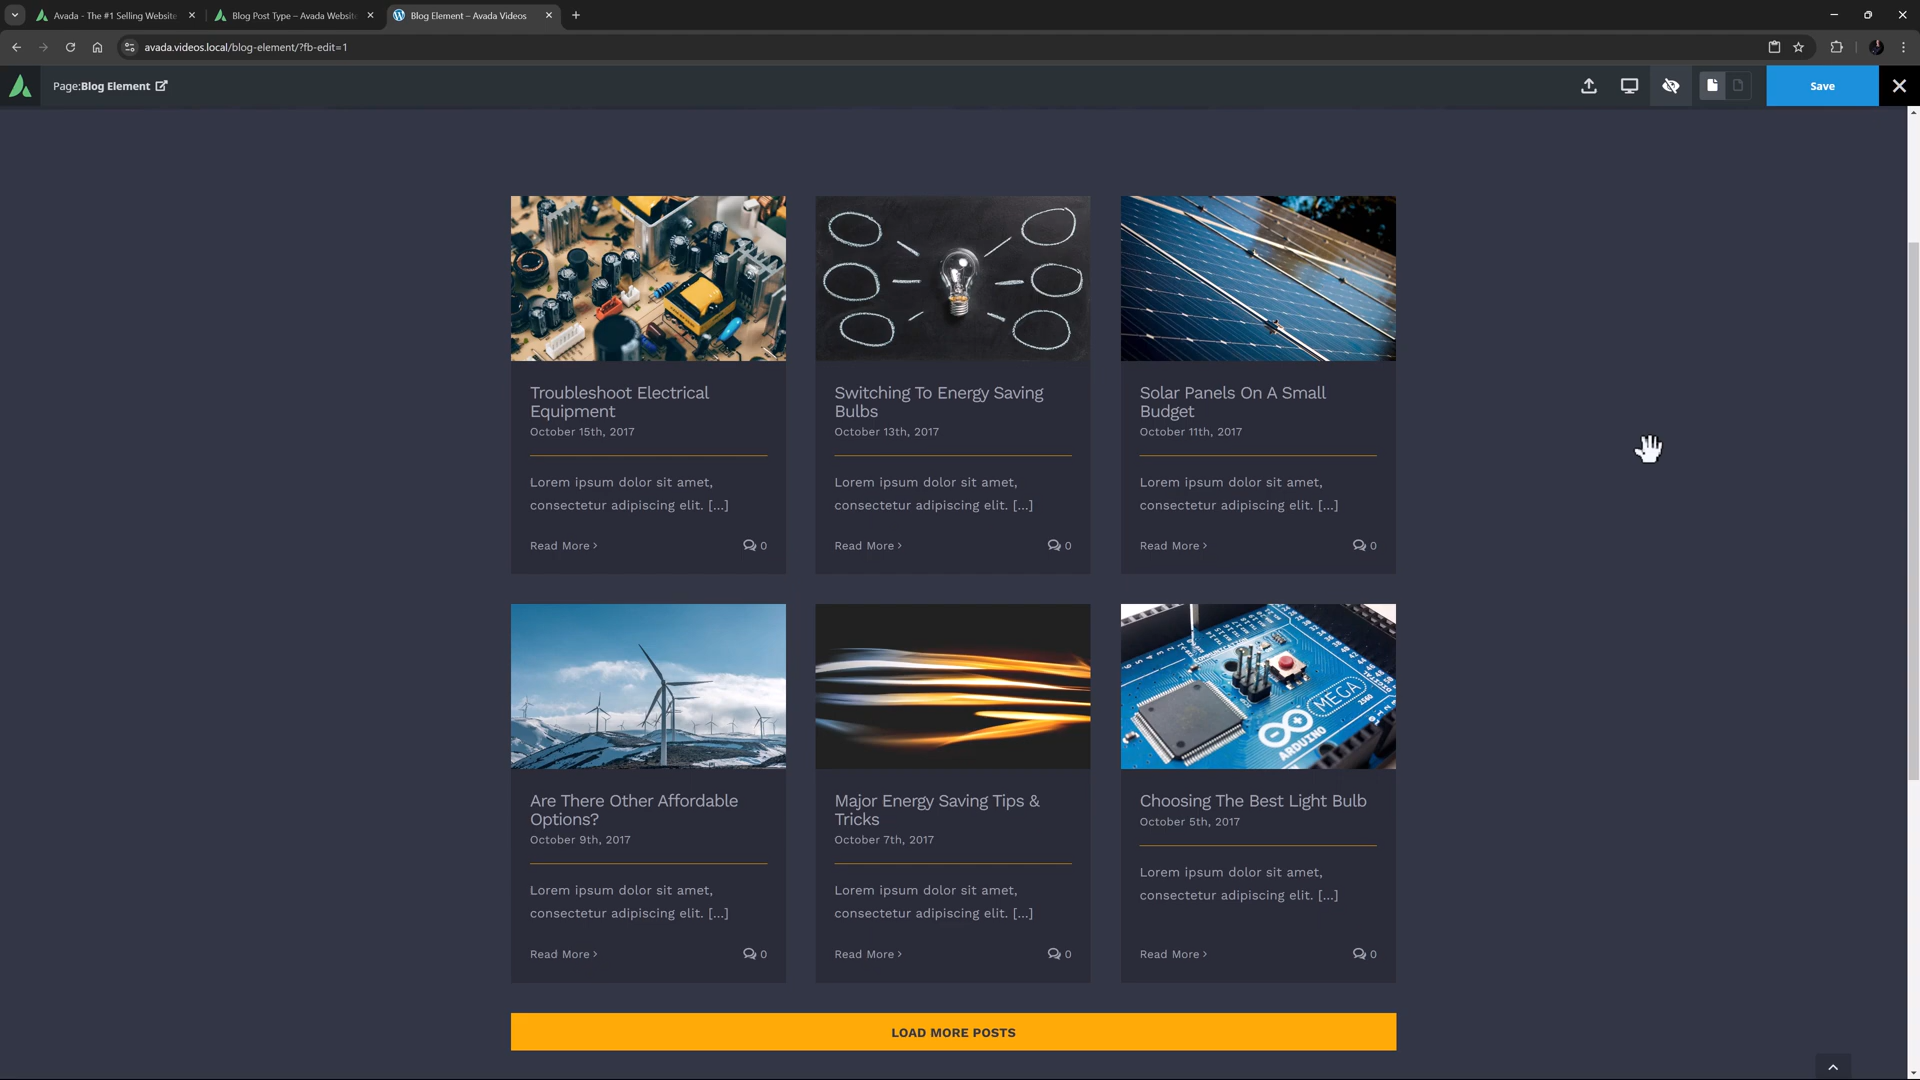 Avada - The #1 Selling Website
Blog Post Type – Avada Websit
Blog Element – Avada Videos
avada.videos.local/blog-element/?fb-edit=1
Page:Blog Element
Save
Troubleshoot Electrical
Equipment
October 15th, 2017
Lorem ipsum dolor sit amet,
consectetur adipiscing elit. [...]
Read More
0
Switching To Energy Saving
Bulbs
October 13th, 2017
Lorem ipsum dolor sit amet,
consectetur adipiscing elit. [...]
Read More
0
Solar Panels On A Small
Budget
October 11th, 2017
Lorem ipsum dolor sit amet,
consectetur adipiscing elit. [...]
Read More
0
MEGA
ARDUINO
Are There Other Affordable
Options?
October 9th, 2017
Lorem ipsum dolor sit amet,
consectetur adipiscing elit. [...]
Read More
0
Major Energy Saving Tips &
Tricks
October 7th, 2017
Lorem ipsum dolor sit amet,
consectetur adipiscing elit. [...]
Read More
0
Choosing The Best Light Bulb
October 5th, 2017
Lorem ipsum dolor sit amet,
consectetur adipiscing elit. [...]
Read More
0
LOAD MORE POSTS